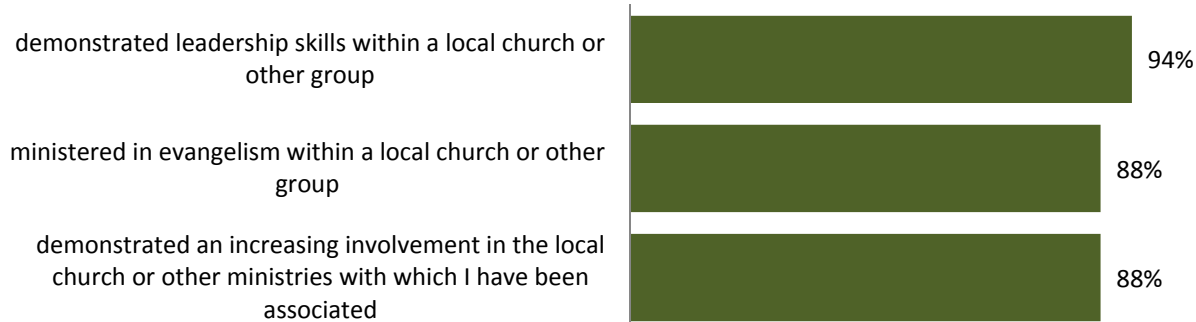 demonstrated leadership skills within a local church or
other group
94%
ministered in evangelism within a local church or other
group
88%
demonstrated an increasing involvement in the local
church or other ministries with which I have been
associated
88%